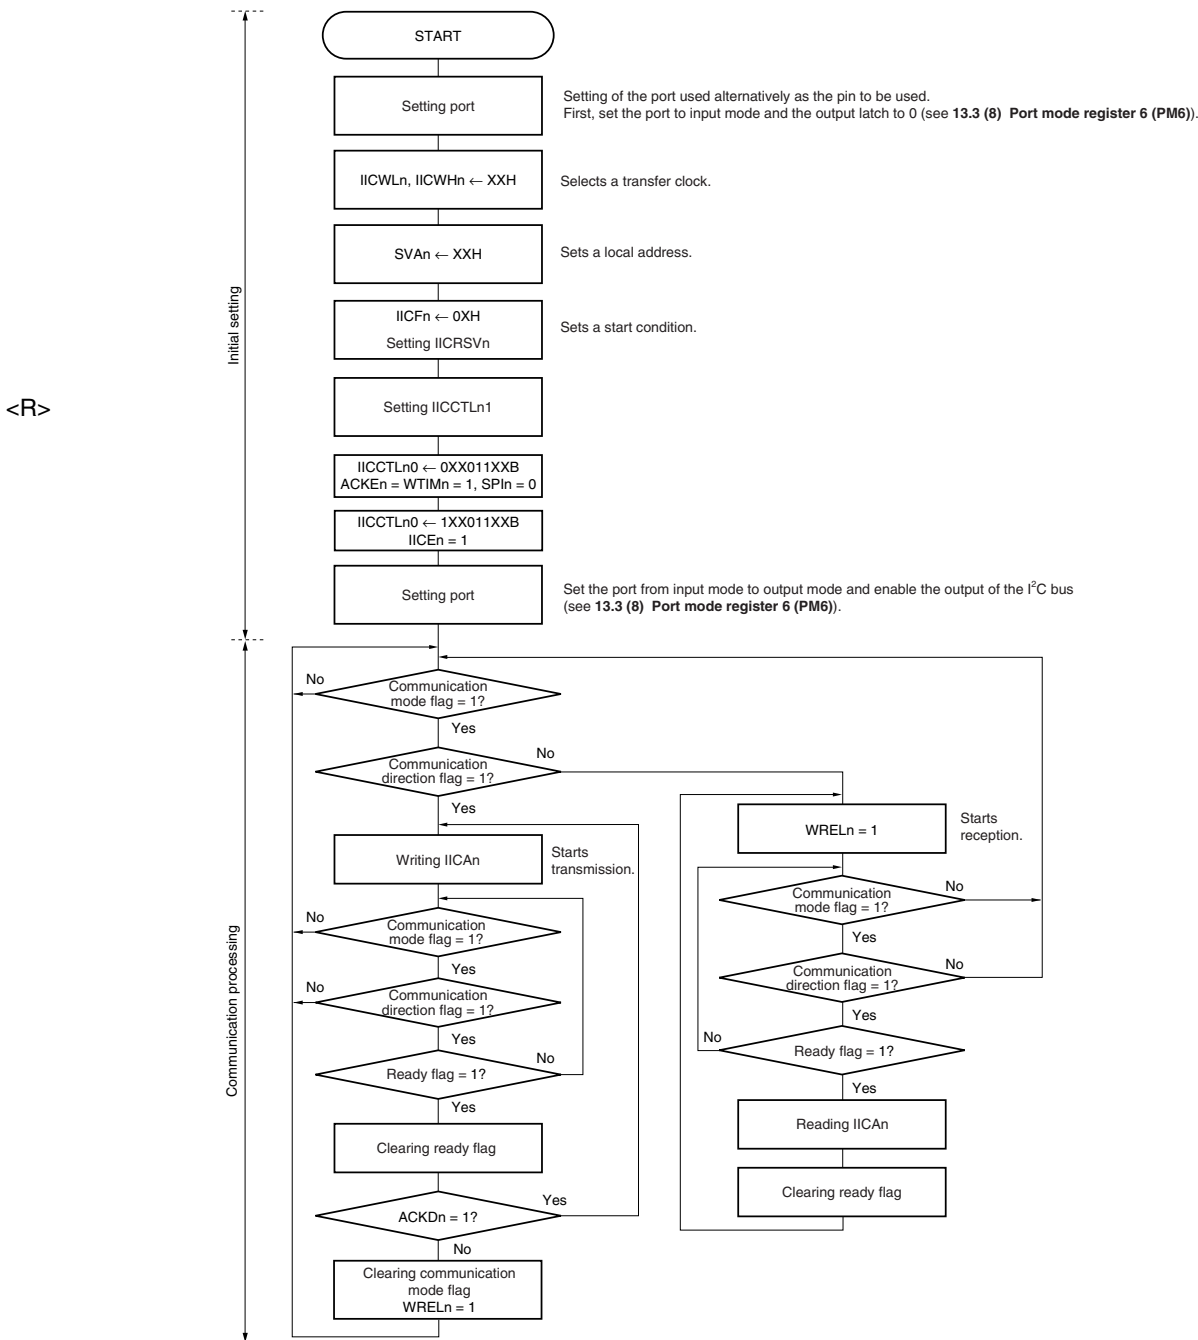 START
Setting port
Setting of the port used alternatively as the pin to be used.
First, set the port to input mode and the output latch to 0 (see 13.3 (8) Port mode register 6 (PM6)).
IICWLn, IICWHn ← XXH
Selects a transfer clock.
SVAn ← XXH
Sets a local address.
Initial setting
IICFn ← 0XH
Setting IICRSVn
Sets a start condition.
<R>
Setting IICCTLn1
IICCTLn0 ← 0XX011XXB
ACKEn = WTIMn = 1, SPIn = 0
IICCTLn0 ← 1XX011XXB
IICEn = 1
Setting port
Set the port from input mode to output mode and enable the output of the I²C bus
(see 13.3 (8) Port mode register 6 (PM6)).
Communication processing
No
Communication
mode flag = 1?
Yes
No
Communication
direction flag = 1?
Yes
Writing IICAn
Starts
transmission.
No
Communication
mode flag = 1?
Yes
No
Communication
direction flag = 1?
Yes
No
Ready flag = 1?
Yes
Clearing ready flag
Yes
ACKDn = 1?
No
Clearing communication
mode flag
WRELn = 1
WRELn = 1
Starts
reception.
No
Communication
mode flag = 1?
Yes
No
Communication
direction flag = 1?
Yes
No
Ready flag = 1?
Yes
Reading IICAn
Clearing ready flag